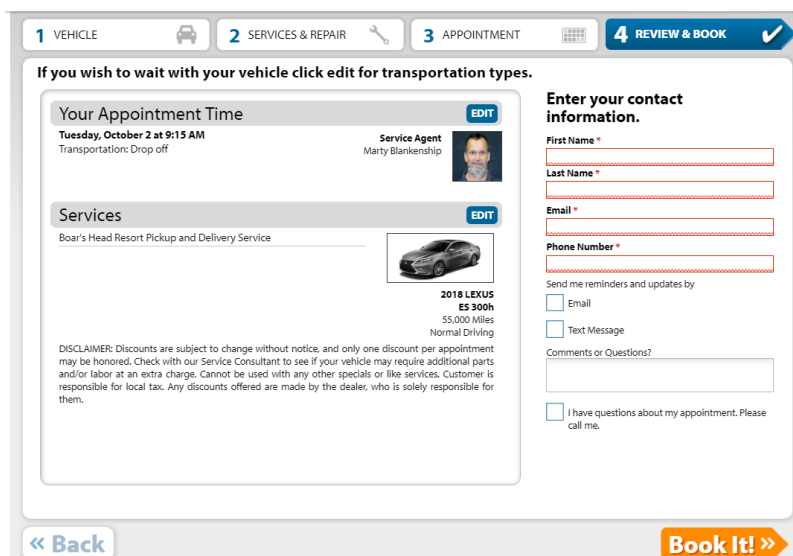 1 VEHICLE
2 SERVICES & REPAIR
3 APPOINTMENT
4 REVIEW & BOOK
If you wish to wait with your vehicle click edit for transportation types.
Your Appointment Time
EDIT
Tuesday, October 2 at 9:15 AM
Transportation: Drop off
Service Agent
Marty Blankenship
Services
EDIT
Boar's Head Resort Pickup and Delivery Service
2018 LEXUS
ES 300h
55,000 Miles
Normal Driving
DISCLAIMER: Discounts are subject to change without notice, and only one discount per appointment
may be honored. Check with our Service Consultant to see if your vehicle may require additional parts
and/or labor at an extra charge. Cannot be used with any other specials or like services. Customer is
responsible for local tax. Any discounts offered are made by the dealer, who is solely responsible for
them.
Enter your contact
information.
First Name *
Last Name *
Email *
Phone Number *
Send me reminders and updates by
Email
Text Message
Comments or Questions?
I have questions about my appointment. Please
call me.
« Back
Book It! »